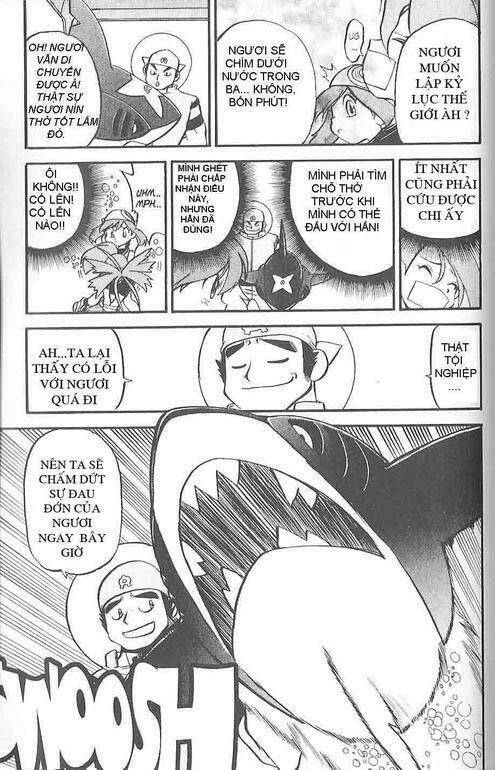 NGƯƠI
MUỐN
LẬP KỶ
LỤC THẾ
GIỚI ÀH ?
UG
...
NGƯƠI SẼ
CHÌM DƯỚI
NƯỚC TRONG
BA... KHÔNG,
BỐN PHÚT!
OH! NGƯƠI
VẪN DI
CHUYỂN
ĐƯỢC À!
THẬT SỰ
NGƯƠI NÍN
THỞ TỐT LẮM
ĐÓ.
ÍT NHẤT
CŨNG PHẢI
CỨU ĐƯỢC
CHỊ ẤY
MÌNH PHẢI TÌM
CHỖ THỞ
TRƯỚC KHI
MÌNH CÓ THỂ
ĐẤU VỚI HẮN!
MÌNH GHÉT
PHẢI CHẤP
NHẬN ĐIỀU
NÀY,
NHƯNG
HẮN ĐÃ
ĐÚNG!
UHM...
MPH...
ÔI
KHÔNG!!
CÓ LÊN!
CÓ LÊN
NÀO!!
THẬT
TỘI
NGHIỆP
....
AH...TA LẠI
THẤY CÓ LỖI
VỚI NGƯƠI
QUÁ ĐI
NÊN TA SẼ
CHẤM DỨT
SỰ ĐAU
ĐỚN CỦA
NGƯƠI
NGAY BÂY
GIỜ
WOOSH